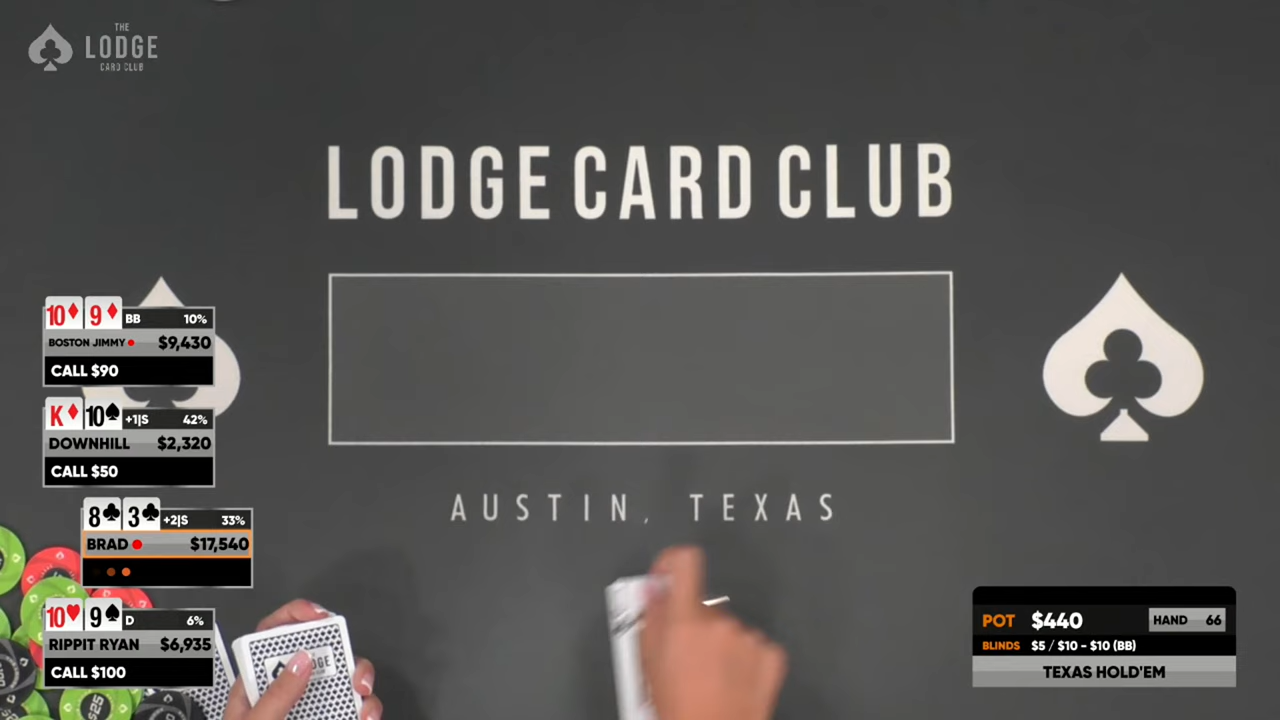 THE
LODGE
CARD CLUB
LODGE CARD CLUB
10 9 BB 10%
BOSTON JIMMY $9,430
CALL $90
K 10 +1|S 42%
DOWNHILL $2,320
CALL $50
8 3 +2|S 33%
BRAD $17,540
10 9 D 6%
RIPPIT RYAN $6,935
CALL $100
AUSTIN, TEXAS
POT $440 HAND 66
BLINDS $5 / $10 - $10 (BB)
TEXAS HOLD'EM